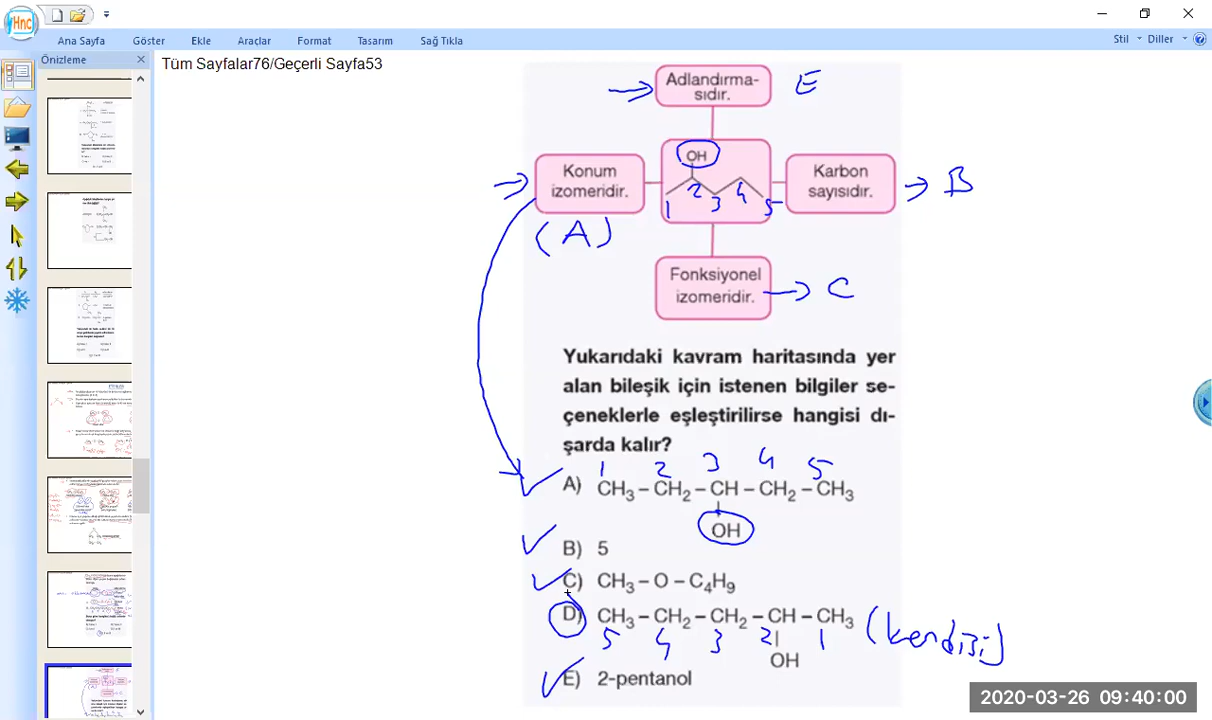 Hnc
Ana Sayfa Göster Ekle Araçlar Format Tasarım Sağ Tıkla
Stil Diller
Önizleme
Tüm Sayfalar76/Geçerli Sayfa53
Adlandırma-
sıdır.
E
OH
Konum
izomeridir.
Karbon
sayısıdır.
B
1 2 3 4 5
(A)
Fonksiyonel
izomeridir.
C
Yukarıdaki kavram haritasında yer
alan bileşik için istenen bilgiler se-
çeneklerle eşleştirilirse hangisi dı-
şarda kalır?
1 2 3 4 5
A) CH₃ – CH₂ – CH – CH₂ – CH₃
OH
B) 5
C) CH₃ – O – C₄H₉
D) CH₃ – CH₂ – CH₂ – CH – CH₃ (kendisi)
5 4 3 2 1
OH
E) 2-pentanol
2020-03-26 09:40:00